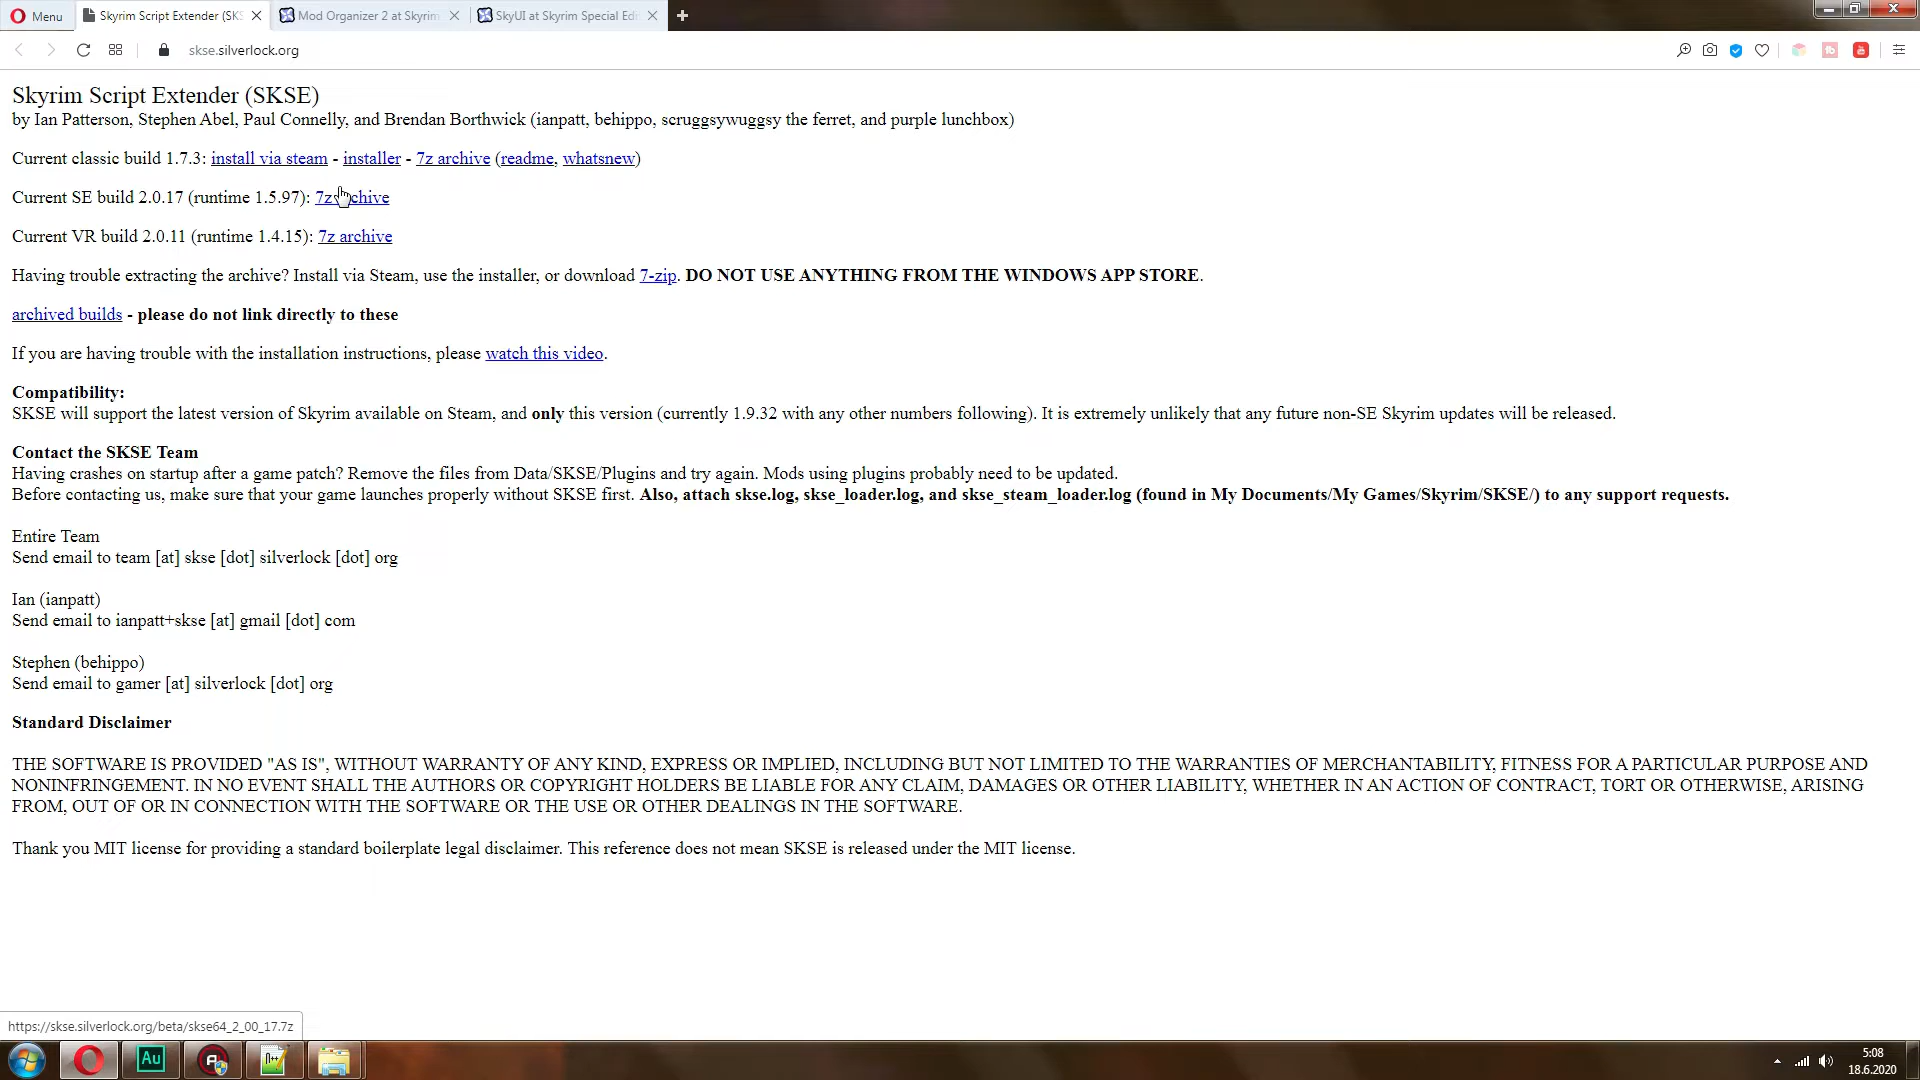 Menu
Skyrim Script Extender (SKS
Mod Organizer 2 at Skyrim
SkyUI at Skyrim Special Ed
skse.silverlock.org
Skyrim Script Extender (SKSE)
by Ian Patterson, Stephen Abel, Paul Connelly, and Brendan Borthwick (ianpatt, behippo, scruggsywuggsy the ferret, and purple lunchbox)
Current classic build 1.7.3: install via steam - installer - 7z archive (readme, whatsnew)
Current SE build 2.0.17 (runtime 1.5.97): 7z archive
Current VR build 2.0.11 (runtime 1.4.15): 7z archive
Having trouble extracting the archive? Install via Steam, use the installer, or download 7-zip. DO NOT USE ANYTHING FROM THE WINDOWS APP STORE.
archived builds - please do not link directly to these
If you are having trouble with the installation instructions, please watch this video.
Compatibility:
SKSE will support the latest version of Skyrim available on Steam, and only this version (currently 1.9.32 with any other numbers following). It is extremely unlikely that any future non-SE Skyrim updates will be released.
Contact the SKSE Team
Having crashes on startup after a game patch? Remove the files from Data/SKSE/Plugins and try again. Mods using plugins probably need to be updated.
Before contacting us, make sure that your game launches properly without SKSE first. Also, attach skse.log, skse_loader.log, and skse_steam_loader.log (found in My Documents/My Games/Skyrim/SKSE/) to any support requests.
Entire Team
Send email to team [at] skse [dot] silverlock [dot] org
Ian (ianpatt)
Send email to ianpatt+skse [at] gmail [dot] com
Stephen (behippo)
Send email to gamer [at] silverlock [dot] org
Standard Disclaimer
THE SOFTWARE IS PROVIDED "AS IS", WITHOUT WARRANTY OF ANY KIND, EXPRESS OR IMPLIED, INCLUDING BUT NOT LIMITED TO THE WARRANTIES OF MERCHANTABILITY, FITNESS FOR A PARTICULAR PURPOSE AND
NONINFRINGEMENT. IN NO EVENT SHALL THE AUTHORS OR COPYRIGHT HOLDERS BE LIABLE FOR ANY CLAIM, DAMAGES OR OTHER LIABILITY, WHETHER IN AN ACTION OF CONTRACT, TORT OR OTHERWISE, ARISING
FROM, OUT OF OR IN CONNECTION WITH THE SOFTWARE OR THE USE OR OTHER DEALINGS IN THE SOFTWARE.
Thank you MIT license for providing a standard boilerplate legal disclaimer. This reference does not mean SKSE is released under the MIT license.
https://skse.silverlock.org/beta/skse64_2_00_17.7z
Au
5:08
18.6.2020